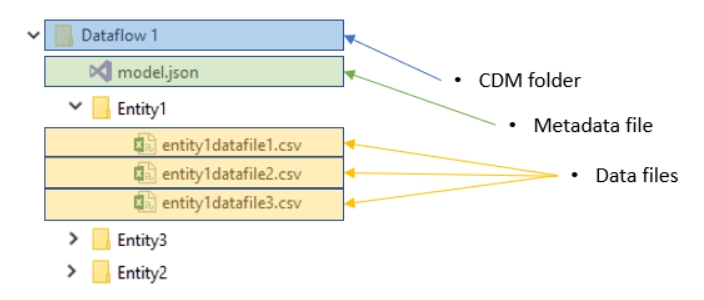 Dataflow 1
model.json
Entity1
entity1datafile1.csv
entity1datafile2.csv
entity1datafile3.csv
Entity3
Entity2
• CDM folder
• Metadata file
• Data files